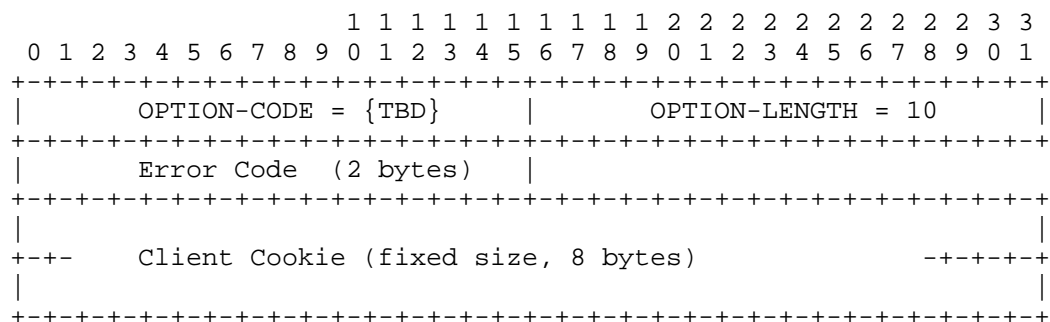 1 1 1 1 1 1 1 1 1 1 2 2 2 2 2 2 2 2 2 2 3 3
  0 1 2 3 4 5 6 7 8 9 0 1 2 3 4 5 6 7 8 9 0 1 2 3 4 5 6 7 8 9 0 1
 +-+-+-+-+-+-+-+-+-+-+-+-+-+-+-+-+-+-+-+-+-+-+-+-+-+-+-+-+-+-+-+-+
 |       OPTION-CODE = {TBD}     |       OPTION-LENGTH = 10      |
 +-+-+-+-+-+-+-+-+-+-+-+-+-+-+-+-+-+-+-+-+-+-+-+-+-+-+-+-+-+-+-+-+
 |       Error Code  (2 bytes)   |
 +-+-+-+-+-+-+-+-+-+-+-+-+-+-+-+-+-+-+-+-+-+-+-+-+-+-+-+-+-+-+-+-+
 |                                                               |
 +-+-    Client Cookie (fixed size, 8 bytes)              -+-+-+-+
 |                                                               |
 +-+-+-+-+-+-+-+-+-+-+-+-+-+-+-+-+-+-+-+-+-+-+-+-+-+-+-+-+-+-+-+-+